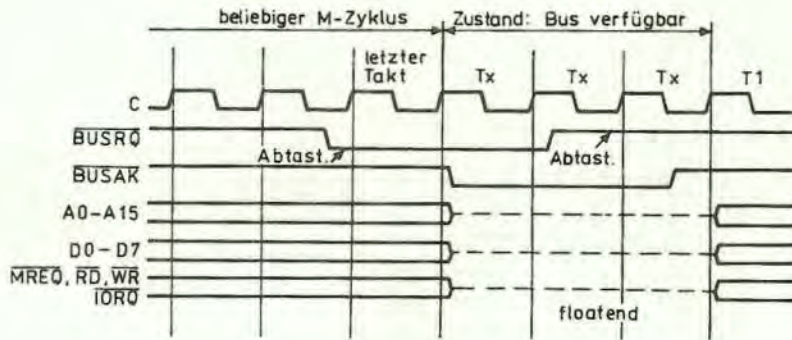 beliebiger M-Zyklus
Zustand: Bus verfügbar
letzter
Takt
Tx
Tx
Tx
T1
C
BUSRQ
Abtast.
Abtast.
BUSAK
A0-A15
D0-D7
MREQ, RD, WR
IORQ
floatend